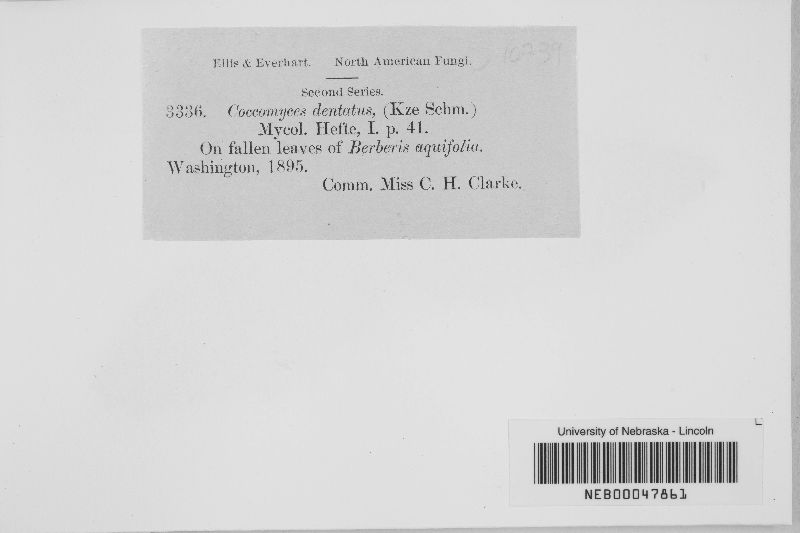 Ellis & Everhart. North American Fungi. 10739
Second Series.
3336. Coccomyces dentatus, (Kze Schm.)
Mycol. Hefte, I. p. 41.
On fallen leaves of Berberis aquifolia.
Washington, 1895.
Comm. Miss C. H. Clarke.
University of Nebraska - Lincoln
NEB00047861